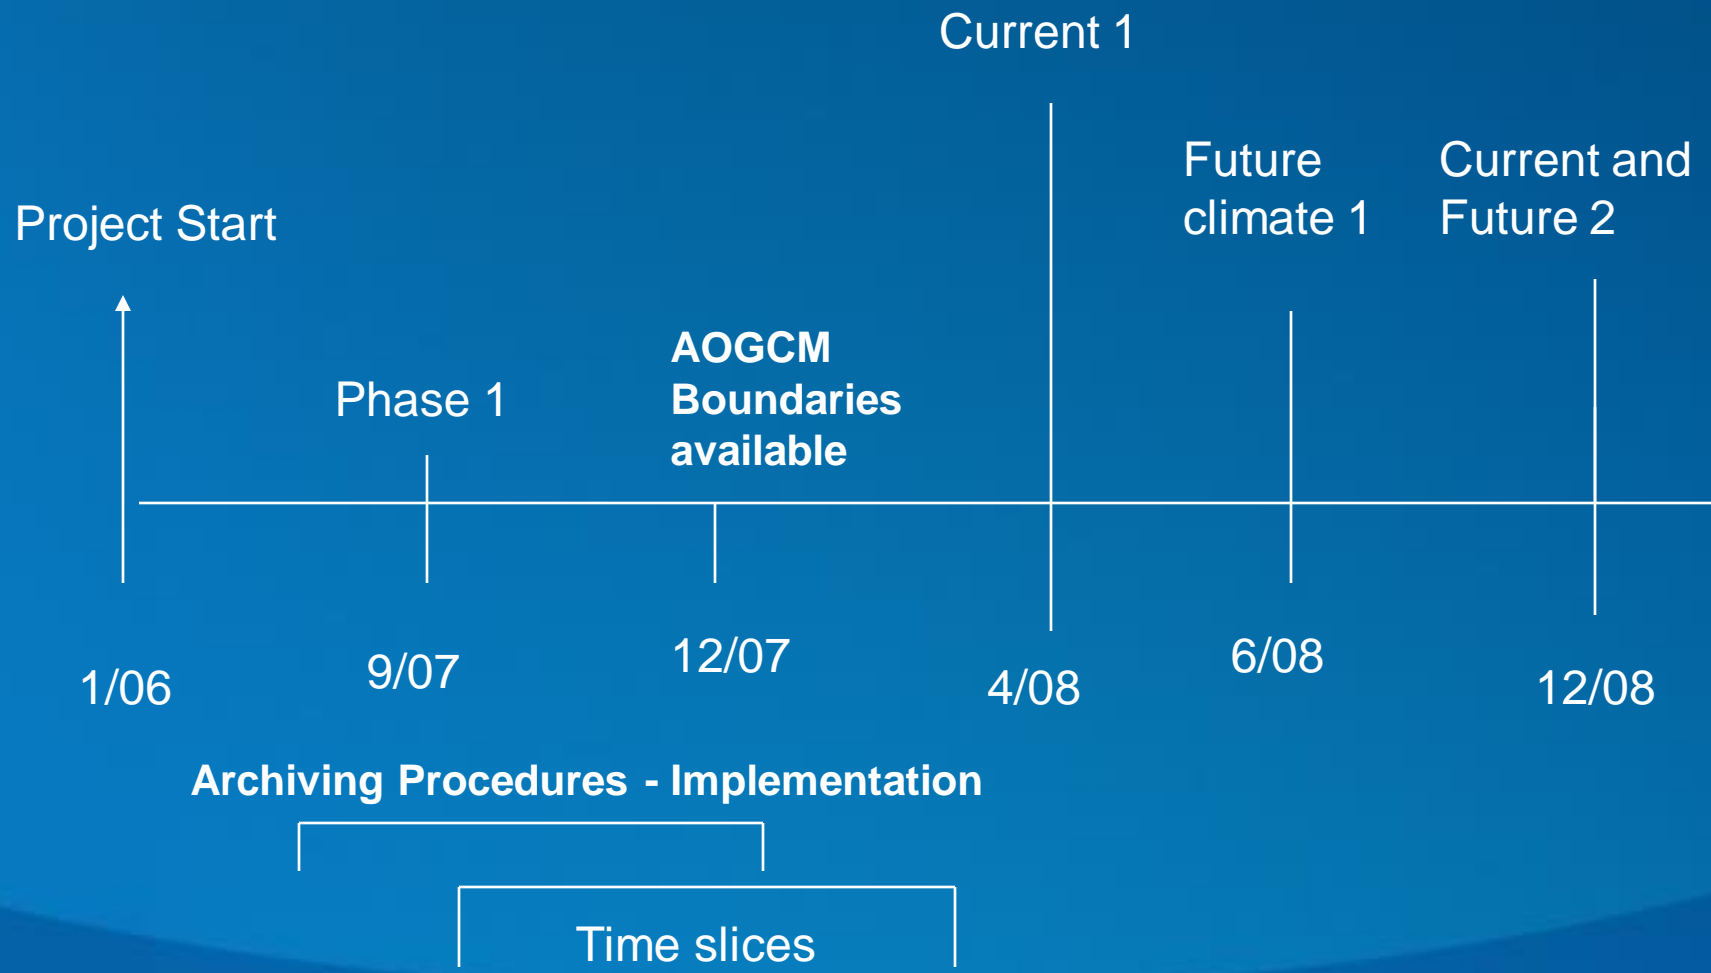 Current 1
Future
climate 1
Current and
Future 2
Project Start
AOGCM
Boundaries
available
Phase 1
1/06
9/07
12/07
4/08
6/08
12/08
Archiving Procedures - Implementation
Time slices